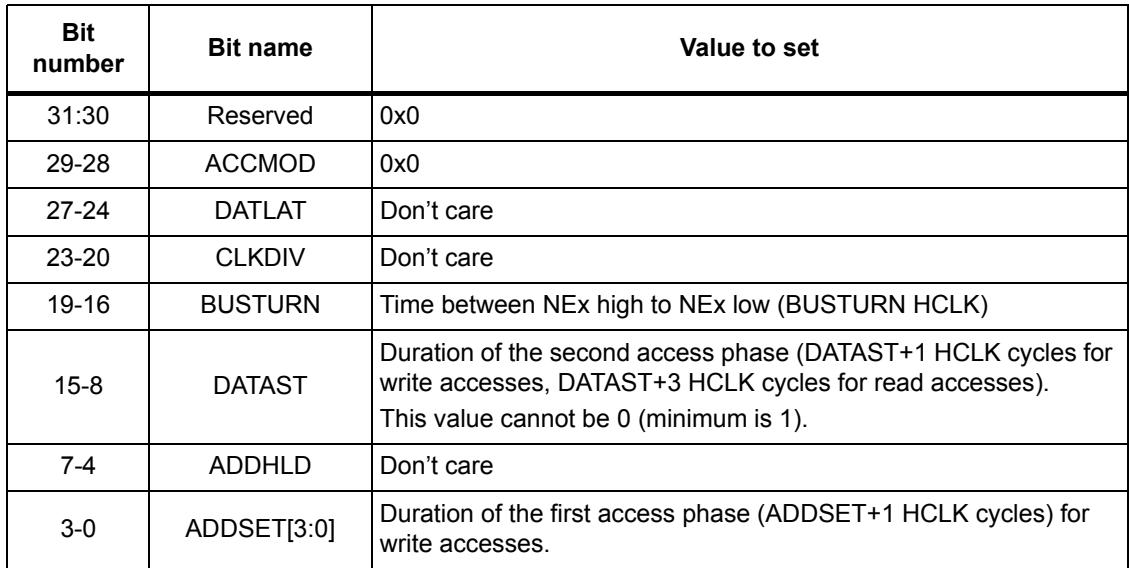 Bit number Bit name Value to set
31:30 Reserved 0x0
29-28 ACCMOD 0x0
27-24 DATLAT Don't care
23-20 CLKDIV Don't care
19-16 BUSTURN Time between NEx high to NEx low (BUSTURN HCLK)
15-8 DATAST Duration of the second access phase (DATAST+1 HCLK cycles for
write accesses, DATAST+3 HCLK cycles for read accesses).
This value cannot be 0 (minimum is 1).
7-4 ADDHLD Don't care
3-0 ADDSET[3:0] Duration of the first access phase (ADDSET+1 HCLK cycles) for
write accesses.